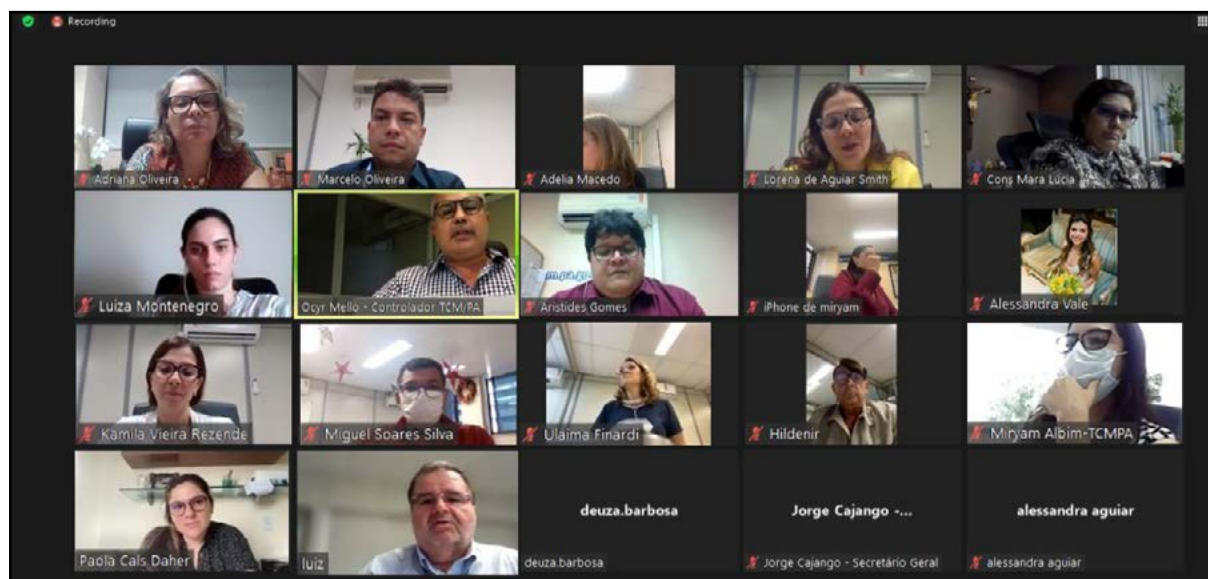 Recording
Adriana Oliveira
Marcelo Oliveira
Adelia Macedo
Lorena de Aguiar Smith
Cons Mara Lúcia
Luiza Montenegro
Ocyr Mello - Controlador TCM/PA
Aristides Gomes
iPhone de miryam
Alessandra Vale
Kamila Vieira Rezende
Miguel Soares Silva
Ulaima Finardi
Hildenir
Miryam Albim-TCMPA
Paola Cals Daher
luiz
deuza.barbosa
deuza.barbosa
Jorge Cajango -...
Jorge Cajango - Secretário Geral
alessandra aguiar
alessandra aguiar